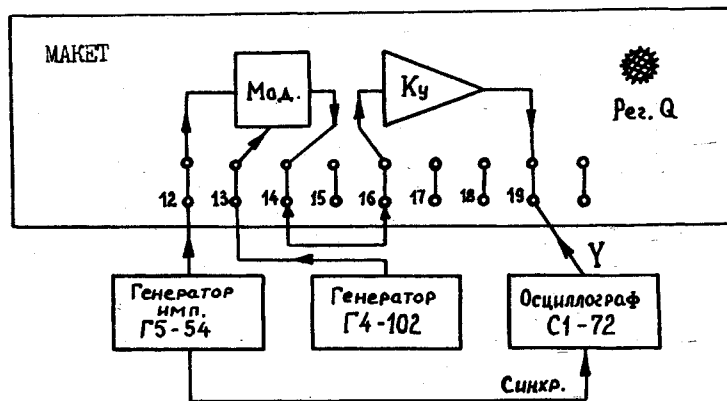 МАКЕТ
Мод.
Ку
Рег. Q
12
13
14
15
16
17
18
19
Y
Генератор
имп.
Г5-54
Генератор
Г4-102
Осциллограф
С1-72
Синхр.